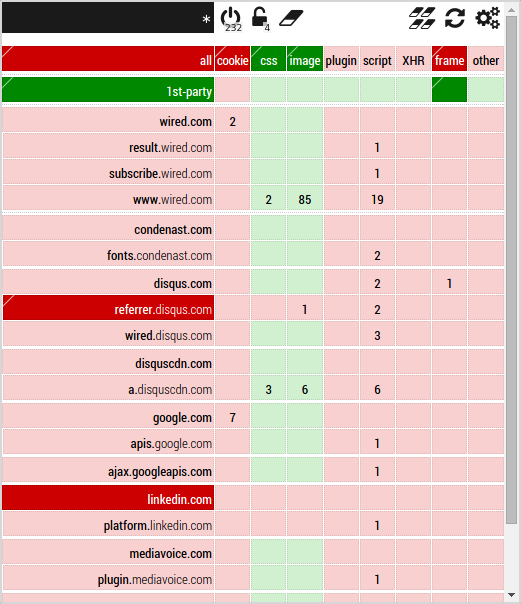 * 232 4
all cookie css image plugin script XHR frame other
1st-party
wired.com 2
result.wired.com 1
subscribe.wired.com 1
www.wired.com 2 85 19
condenast.com
fonts.condenast.com 2
disqus.com 2 1
referrer.disqus.com 1 2
wired.disqus.com 3
disquscdn.com
a.disquscdn.com 3 6 6
google.com 7
apis.google.com 1
ajax.googleapis.com 1
linkedin.com
platform.linkedin.com 1
mediavoice.com
plugin.mediavoice.com 1